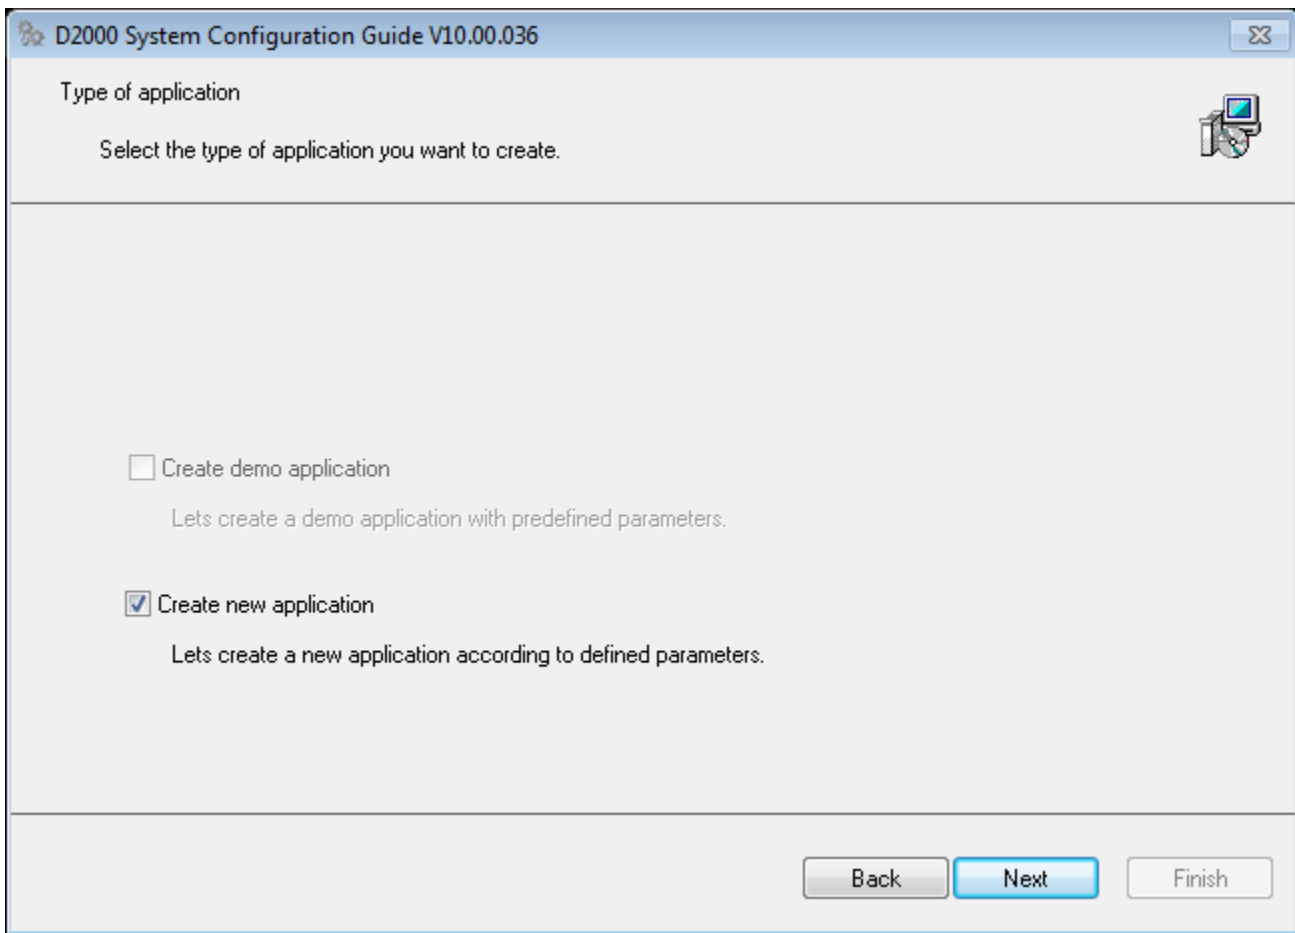 D2000 System Configuration Guide V10.00.036
Type of application
Select the type of application you want to create.
Create demo application
Lets create a demo application with predefined parameters.
Create new application
Lets create a new application according to defined parameters.
Back Next Finish